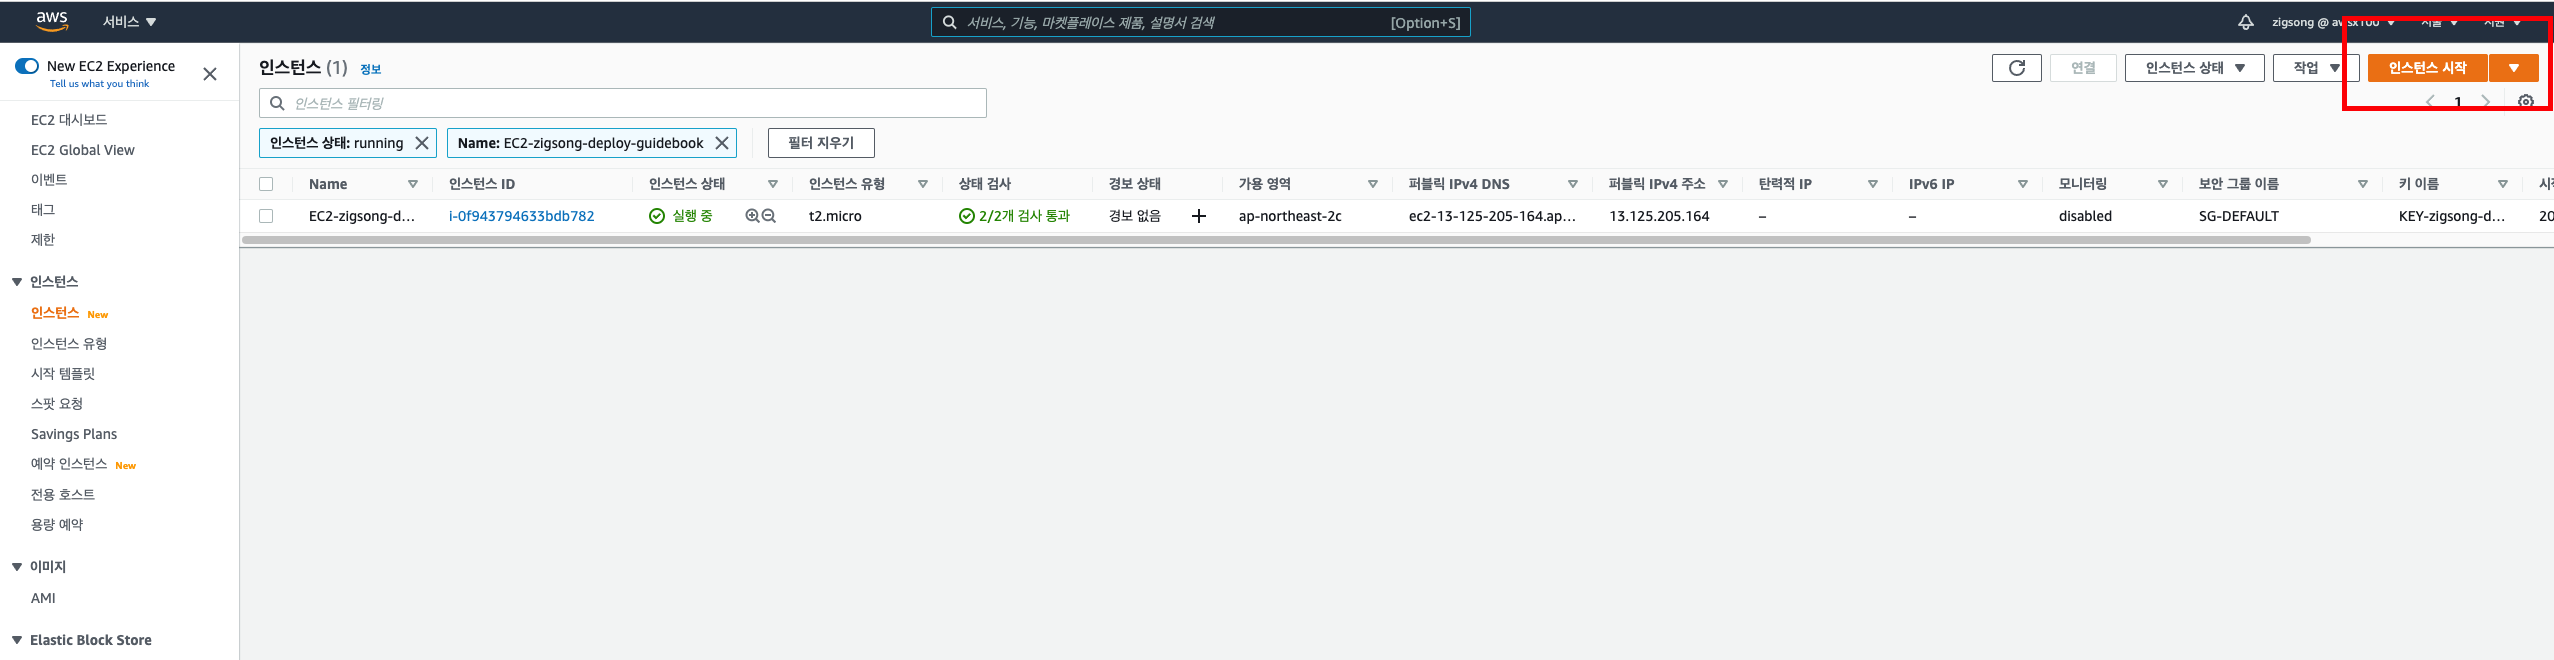 aws 서비스 서비스, 기능, 마켓플레이스 제품, 설명서 검색 [Option+S] zigsong @
New EC2 Experience
Tell us what you think
EC2 대시보드
EC2 Global View
이벤트
태그
제한
인스턴스
인스턴스 New
인스턴스 유형
시작 템플릿
스팟 요청
Savings Plans
예약 인스턴스 New
전용 호스트
용량 예약
이미지
AMI
Elastic Block Store
인스턴스 (1) 정보 연결 인스턴스 상태 작업 인스턴스 시작
인스턴스 필터링 1
인스턴스 상태: running Name: EC2-zigsong-deploy-guidebook 필터 지우기
Name 인스턴스 ID 인스턴스 상태 인스턴스 유형 상태 검사 경보 상태 가용 영역 퍼블릭 IPv4 DNS 퍼블릭 IPv4 주소 탄력적 IP IPv6 IP 모니터링 보안 그룹 이름 키 이름
EC2-zigsong-d... i-0f943794633bdb782 실행 중 t2.micro 2/2개 검사 통과 경보 없음 ap-northeast-2c ec2-13-125-205-164.ap... 13.125.205.164 – – disabled SG-DEFAULT KEY-zigsong-d... 20